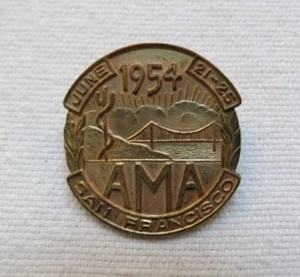 1954
JUNE 21-25
AMA
SAN FRANCISCO